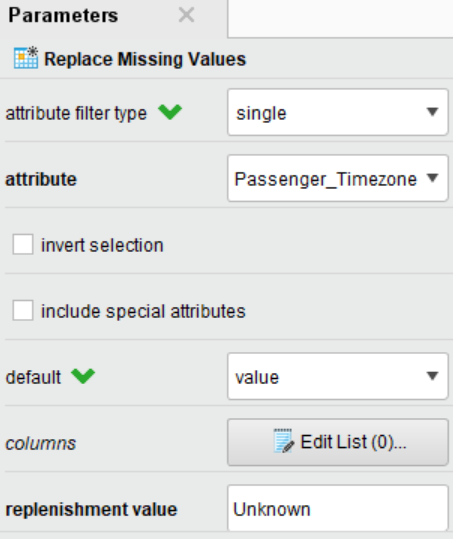 Parameters
Replace Missing Values
attribute filter type single
attribute Passenger_Timezone
invert selection
include special attributes
default value
columns Edit List (0)...
replenishment value Unknown